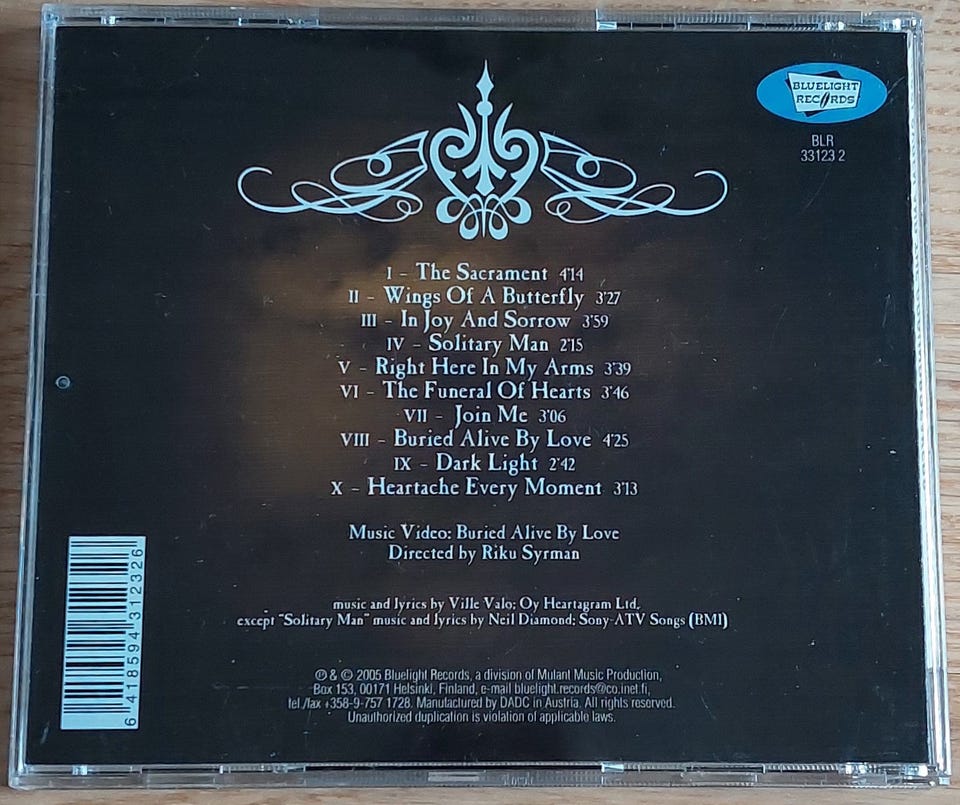 BLUELIGHT
RECORDS
BLR
33123 2
I - The Sacrament 4'14
II - Wings Of A Butterfly 3'27
III - In Joy And Sorrow 3'59
IV - Solitary Man 2'15
V - Right Here In My Arms 3'39
VI - The Funeral Of Hearts 3'46
VII - Join Me 3'06
VIII - Buried Alive By Love 4'25
IX - Dark Light 2'42
X - Heartache Every Moment 3'13
Music Video: Buried Alive By Love
Directed by Riku Syrman
music and lyrics by Ville Valo; Oy Heartagram Ltd.
except "Solitary Man" music and lyrics by Neil Diamond; Sony-ATV Songs (BMI)
℗ & © 2005 Bluelight Records, a division of Mutant Music Production,
Box 153, 00171 Helsinki, Finland, e-mail bluelight.records@co.inet.fi,
tel./fax +358-9-757 1728. Manufactured by DADC in Austria. All rights reserved.
Unauthorized duplication is violation of applicable laws.
6 418594 312326